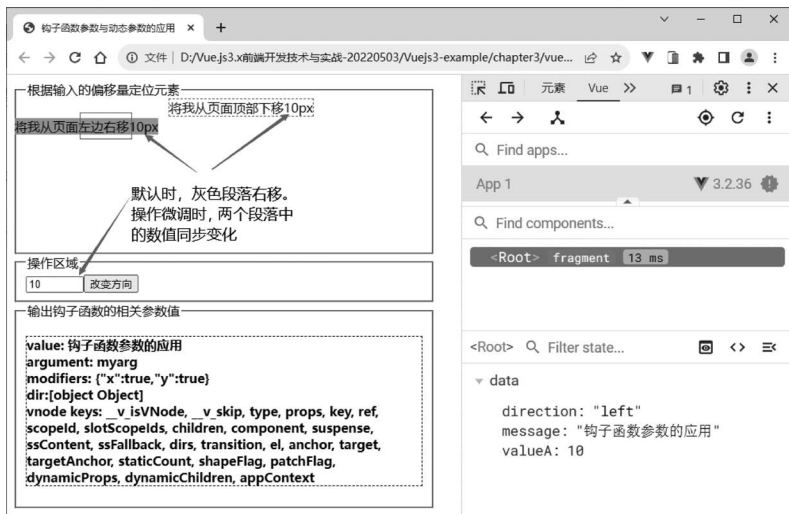 钩子函数参数与动态参数的应用
文件 | D:/Vue.js3.x前端开发技术与实战-20220503/Vuejs3-example/chapter3/vue...
根据输入的偏移量定位元素
将我从页面顶部下移10px
将我从页面左边右移10px
默认时，灰色段落右移。
操作微调时，两个段落中
的数值同步变化
操作区域
10 改变方向
输出钩子函数的相关参数值
value: 钩子函数参数的应用
argument: myarg
modifiers: {"x":true,"y":true}
dir:[object Object]
vnode keys: __v_isVNode, __v_skip, type, props, key, ref,
scopeId, slotScopeIds, children, component, suspense,
ssContent, ssFallback, dirs, transition, el, anchor, target,
targetAnchor, staticCount, shapeFlag, patchFlag,
dynamicProps, dynamicChildren, appContext
元素 Vue 1
Find apps...
App 1 3.2.36
Find components...
<Root> fragment 13 ms
<Root> Filter state...
data
direction: "left"
message: "钩子函数参数的应用"
valueA: 10